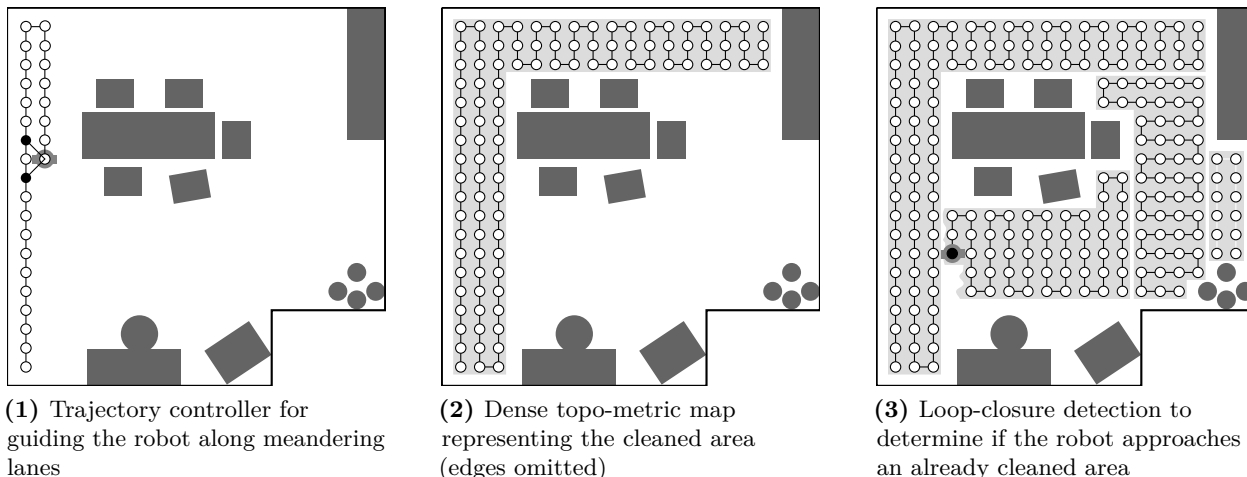 (1) Trajectory controller for
guiding the robot along meandering
lanes
(2) Dense topo-metric map
representing the cleaned area
(edges omitted)
(3) Loop-closure detection to
determine if the robot approaches
an already cleaned area